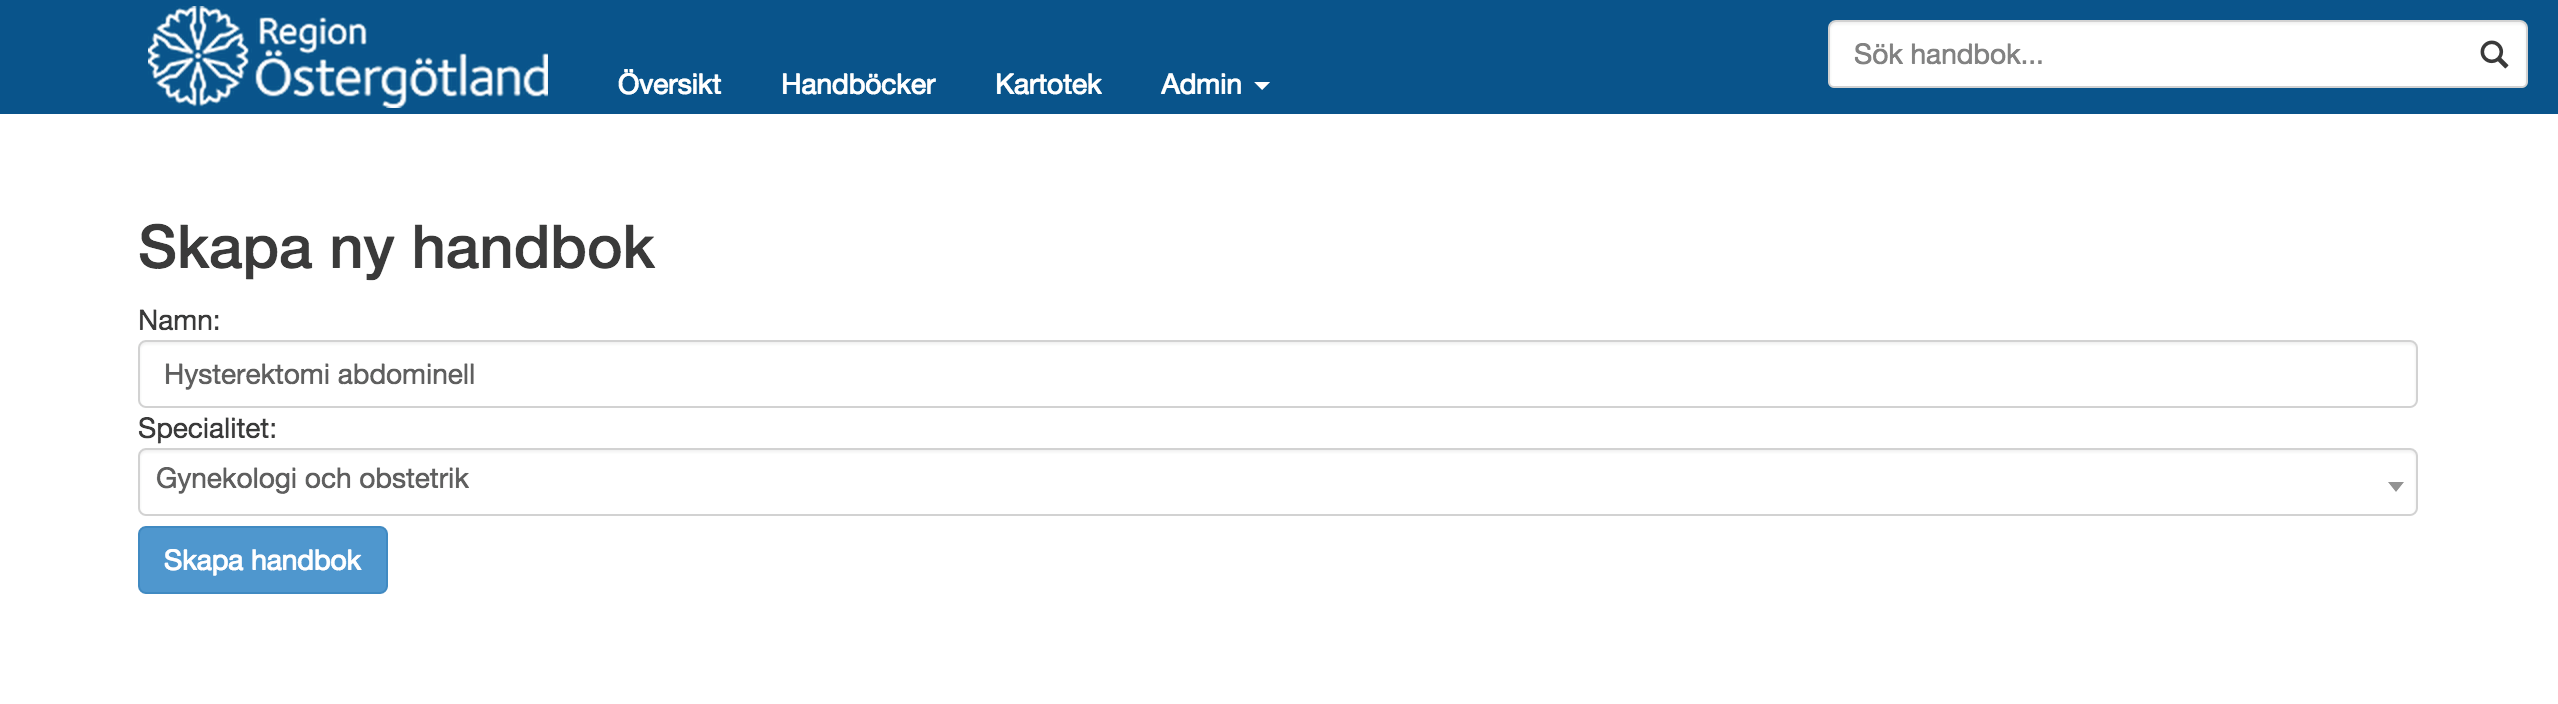 Region
Östergötland
Översikt Handböcker Kartotek Admin
Sök handbok...
Skapa ny handbok
Namn:
Hysterektomi abdominell
Specialitet:
Gynekologi och obstetrik
Skapa handbok